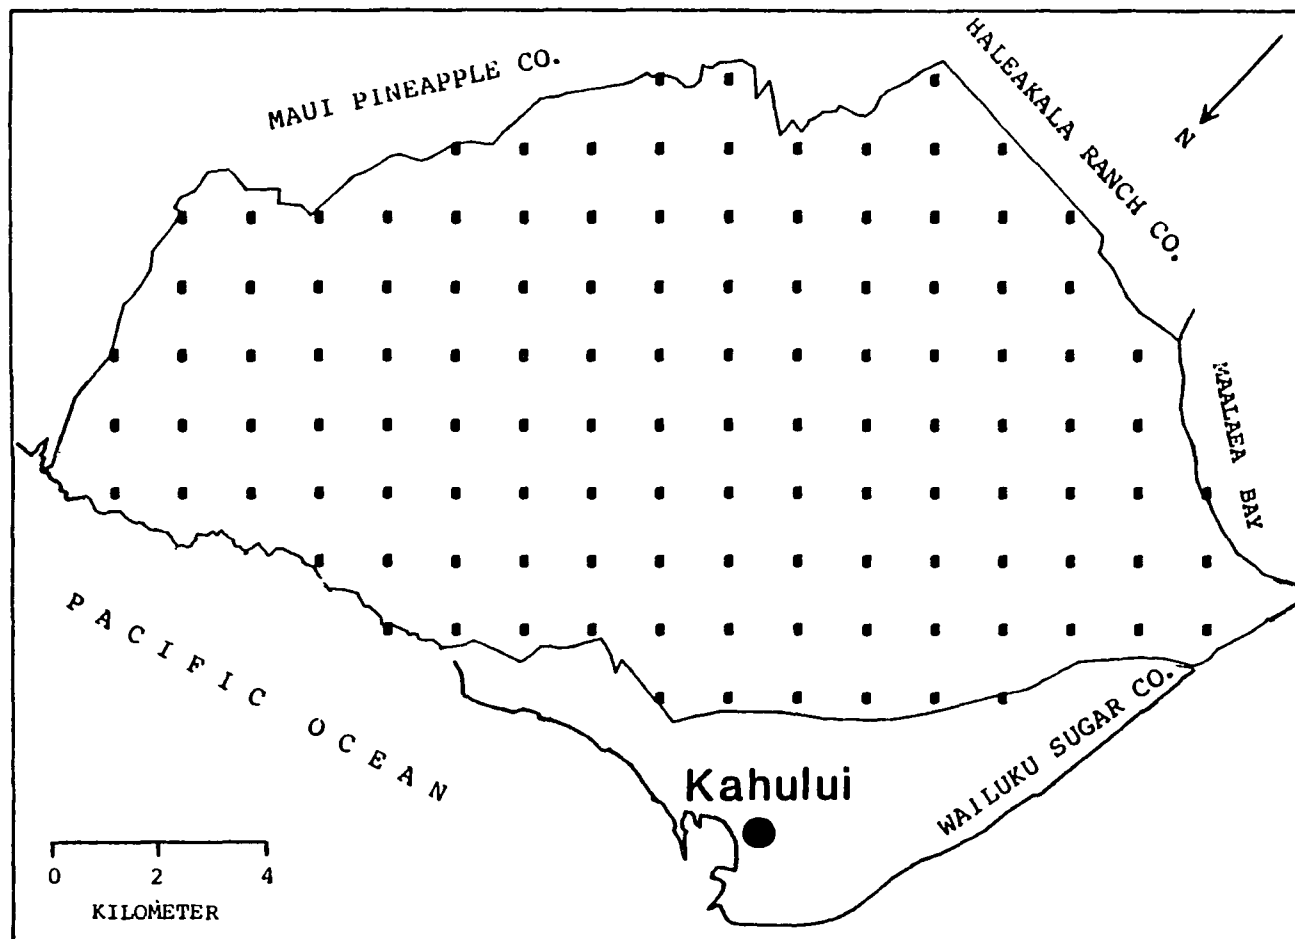 MAUI PINEAPPLE CO.
HALEAKALA RANCH CO.
N
MAALAEA BAY
PACIFIC OCEAN
WAILUKU SUGAR CO.
Kahului
0 2 4
KILOMETER